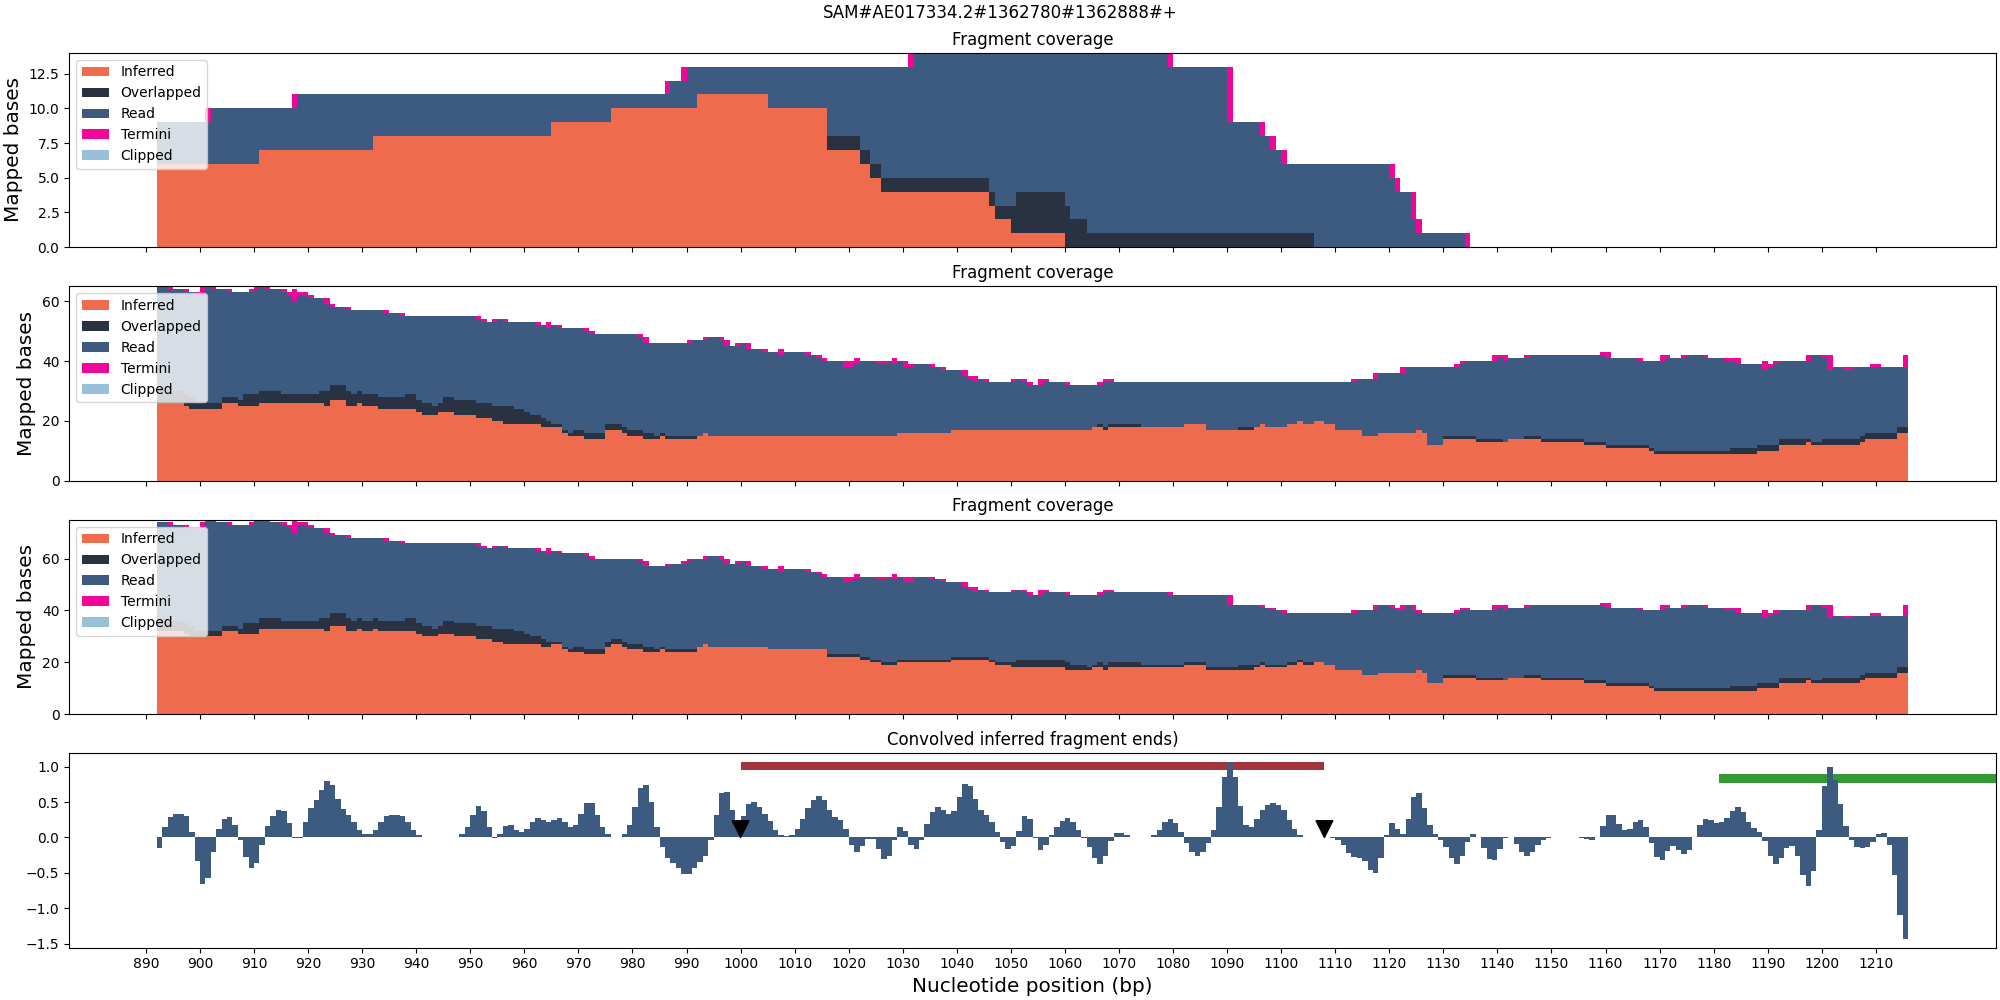 SAM#AE017334.2#1362780#1362888#+
Fragment coverage
Mapped bases
12.5
10.0
7.5
5.0
2.5
0.0
Inferred
Overlapped
Read
Termini
Clipped
Fragment coverage
Mapped bases
60
40
20
0
Inferred
Overlapped
Read
Termini
Clipped
Fragment coverage
Mapped bases
60
40
20
0
Inferred
Overlapped
Read
Termini
Clipped
Convolved inferred fragment ends)
1.0
0.5
0.0
−0.5
−1.0
−1.5
890 900 910 920 930 940 950 960 970 980 990 1000 1010 1020 1030 1040 1050 1060 1070 1080 1090 1100 1110 1120 1130 1140 1150 1160 1170 1180 1190 1200 1210
Nucleotide position (bp)